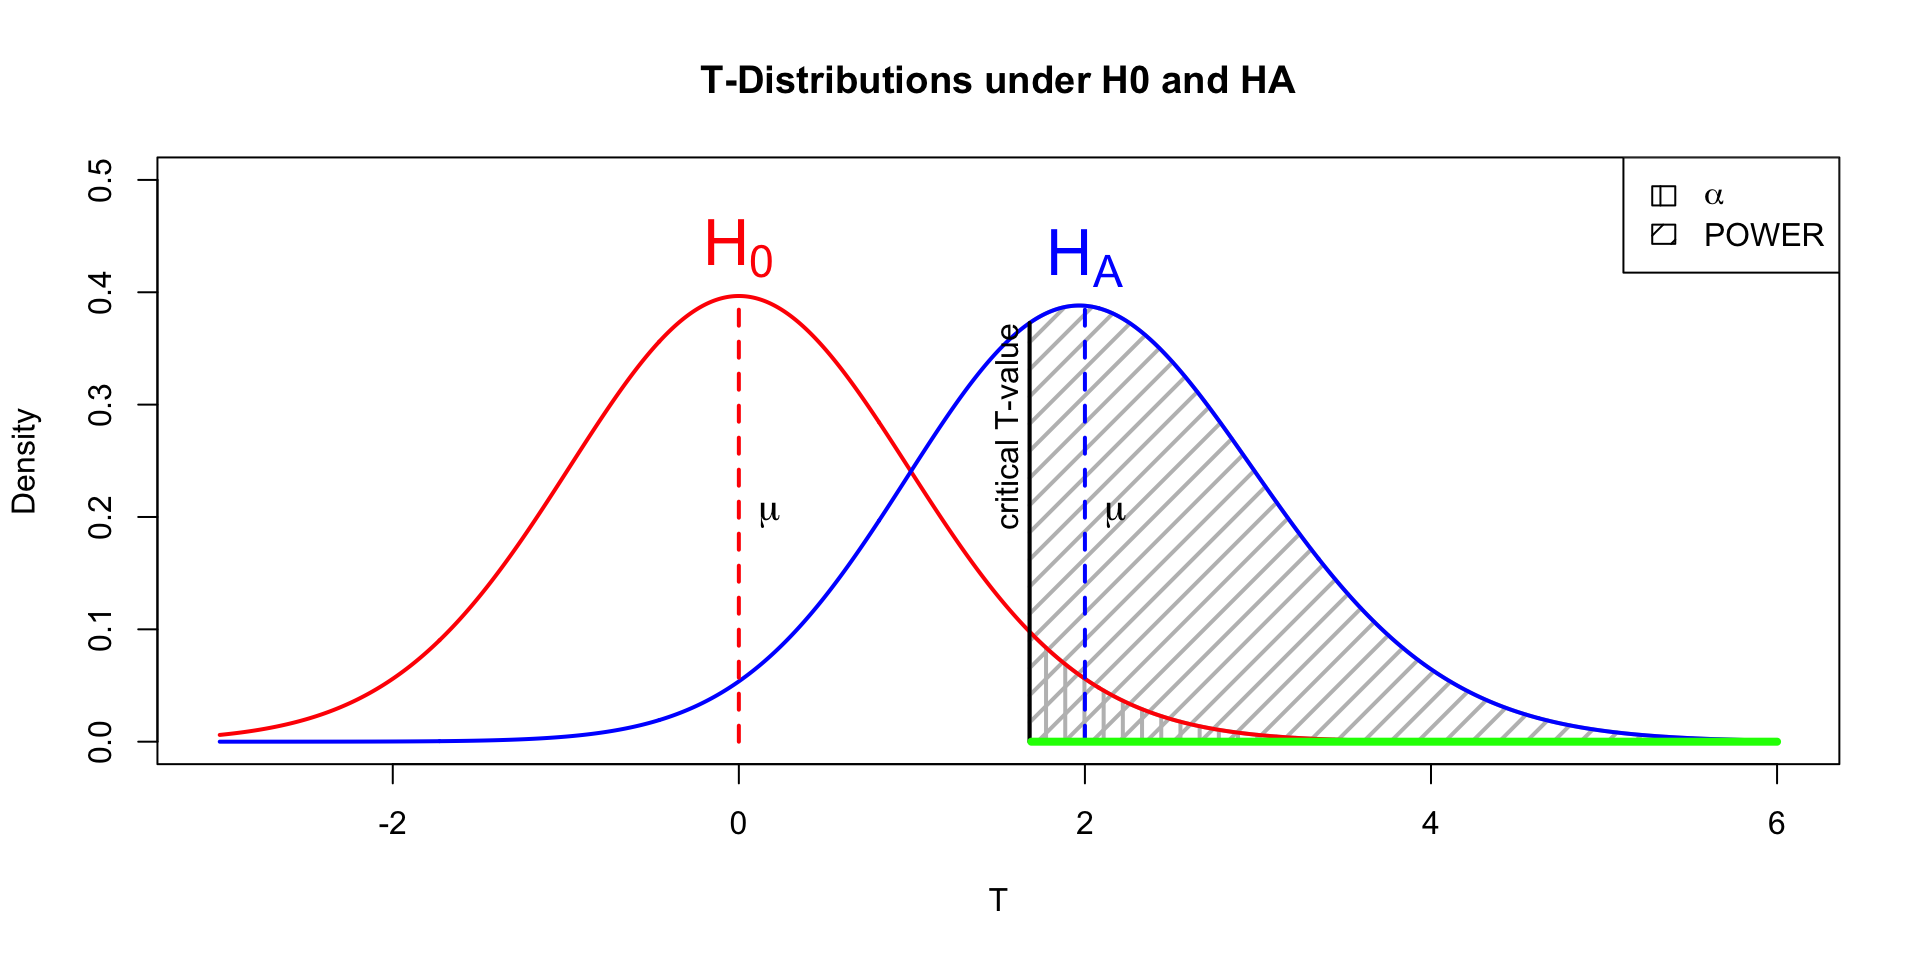 T-Distributions under H0 and HA
α
POWER
H0
HA
critical T-value
μ
μ
Density
0.0
0.1
0.2
0.3
0.4
0.5
-2
0
2
4
6
T